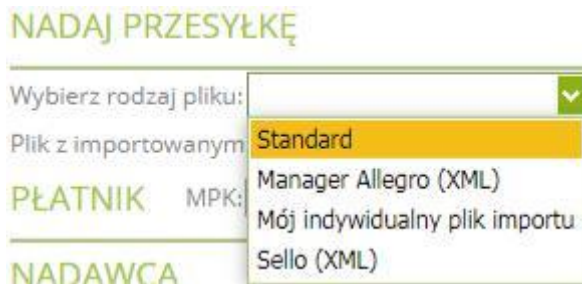 NADAJ PRZESYŁKĘ
Wybierz rodzaj pliku:
Plik z importowanym
Standard
Manager Allegro (XML)
Mój indywidualny plik importu
Sello (XML)
PŁATNIK MPK:
NADAWCA